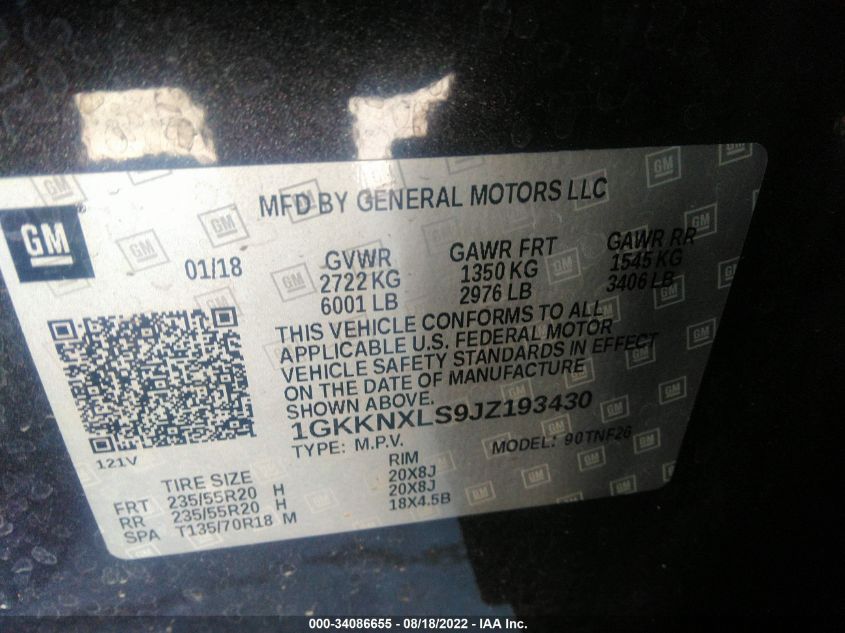 MFD BY GENERAL MOTORS LLC
GM
01/18
GVWR
2722 KG
6001 LB
GAWR FRT
1350 KG
2976 LB
GAWR RR
1545 KG
3406 LB
THIS VEHICLE CONFORMS TO ALL
APPLICABLE U.S. FEDERAL MOTOR
VEHICLE SAFETY STANDARDS IN EFFECT
ON THE DATE OF MANUFACTURE
SHOWN ABOVE.
1GKKNXLS9JZ193430
TYPE: M.P.V.
MODEL: 90TNF26
121V
TIRE SIZE
RIM
FRT 235/55R20 H 20X8J
RR 235/55R20 H 20X8J
SPA T135/70R18 M 18X4.5B
000-34086655 - 08/18/2022 - IAA Inc.